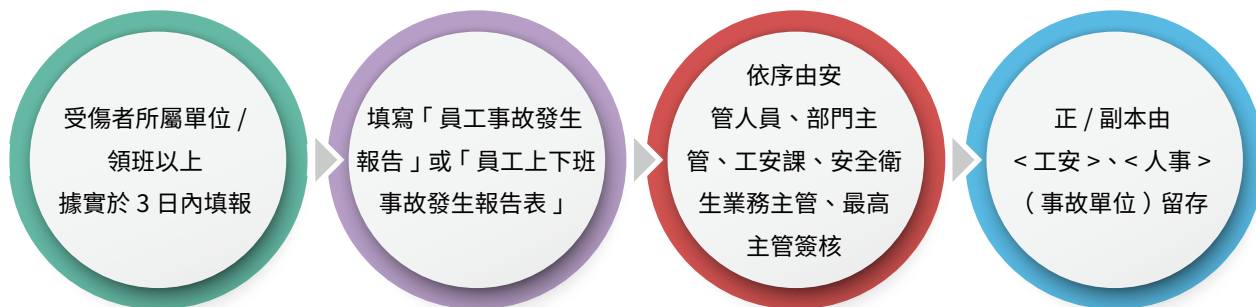 受傷者所屬單位 /
領班以上
據實於 3 日內填報
填寫「員工事故發生
報告」或「員工上下班
事故發生報告表」
依序由安
管人員、部門主
管、工安課、安全衛
生業務主管、最高
主管簽核
正 / 副本由
< 工安 >、< 人事 >
（事故單位）留存